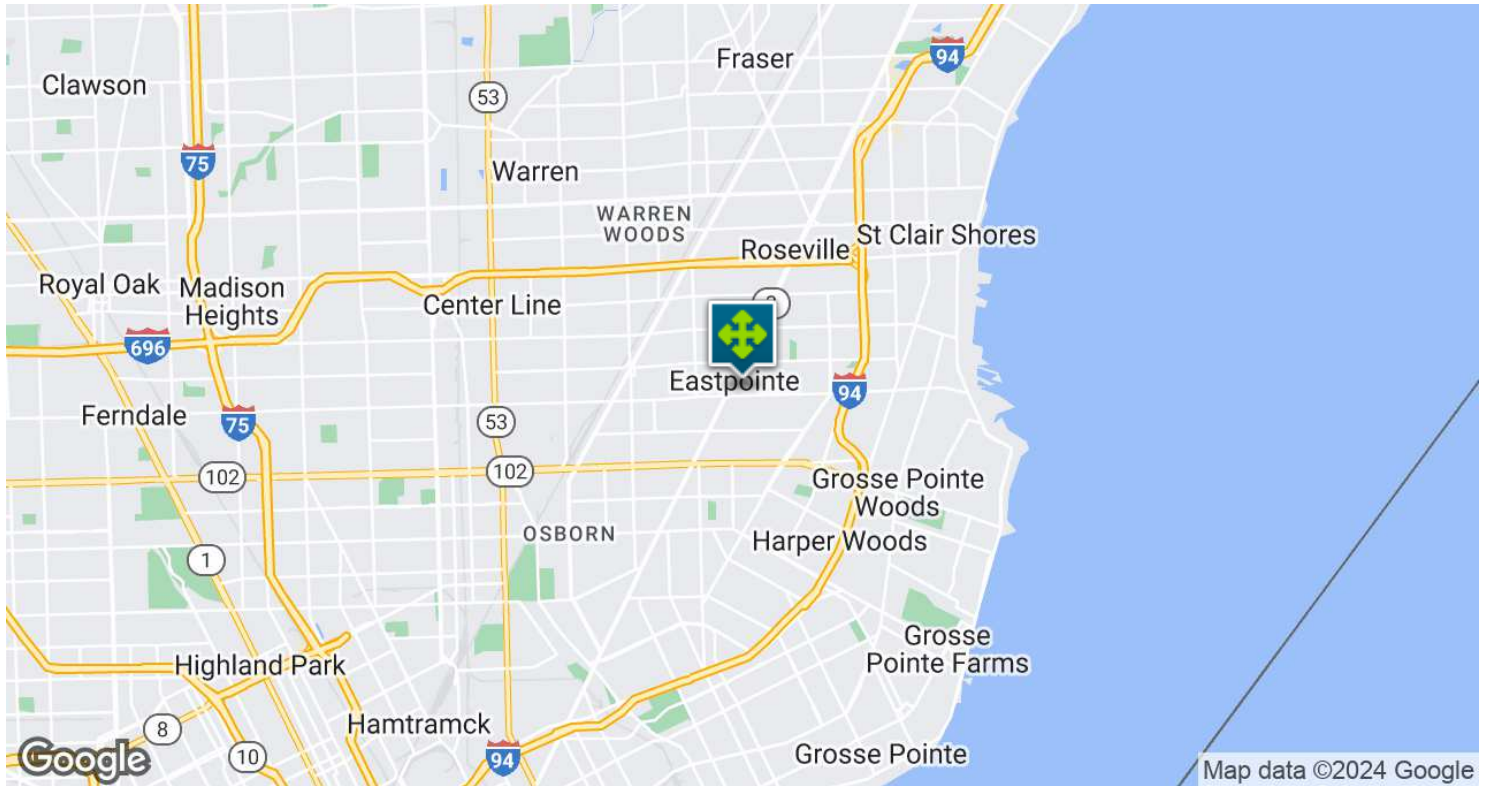 Fraser
94
Clawson
53
75
Warren
WARREN
WOODS
St Clair Shores
Roseville
Royal Oak
Madison
Heights
Center Line
696
Eastpointe
94
Ferndale
75
53
102
102
Grosse Pointe
Woods
OSBORN
Harper Woods
1
Grosse
Pointe Farms
Highland Park
Hamtramck
8
10
94
Grosse Pointe
Google
Map data ©2024 Google